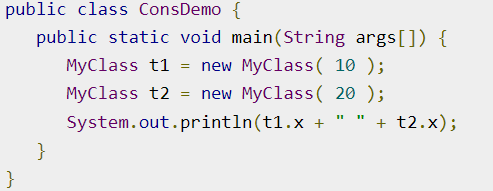 public class ConsDemo {
   public static void main(String args[]) {
      MyClass t1 = new MyClass( 10 );
      MyClass t2 = new MyClass( 20 );
      System.out.println(t1.x + " " + t2.x);
   }
}